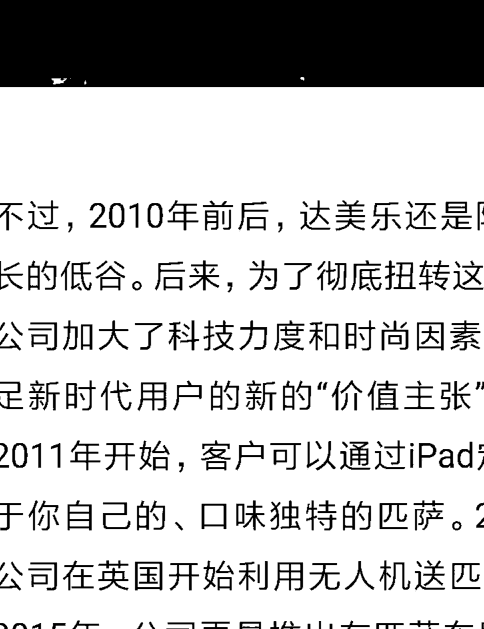 不过，2010年前后，达美乐还是
长的低谷。后来，为了彻底扭转这
公司加大了科技力度和时尚因素
足新时代用户的新的“价值主张”
2011年开始，客户可以通过iPad
于你自己的、口味独特的匹萨。2
公司在英国开始利用无人机送匹